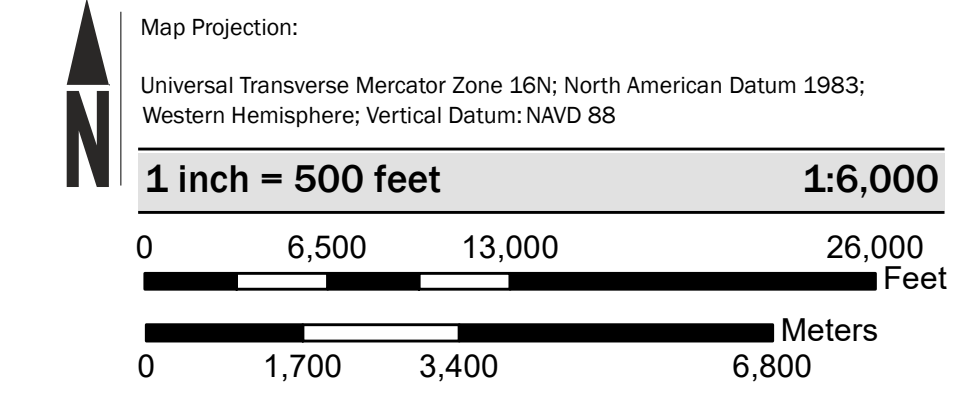 N
Map Projection:
Universal Transverse Mercator Zone 16N; North American Datum 1983;
Western Hemisphere; Vertical Datum: NAVD 88
1 inch = 500 feet 1:6,000
0 6,500 13,000 26,000
Feet
Meters
0 1,700 3,400 6,800